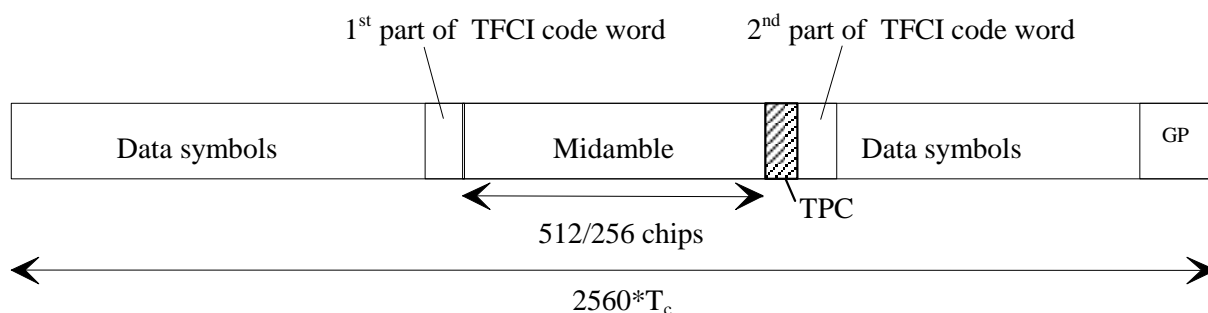 1st part of TFCI code word
2nd part of TFCI code word
Data symbols
Midamble
Data symbols
GP
TPC
512/256 chips
2560*Tc